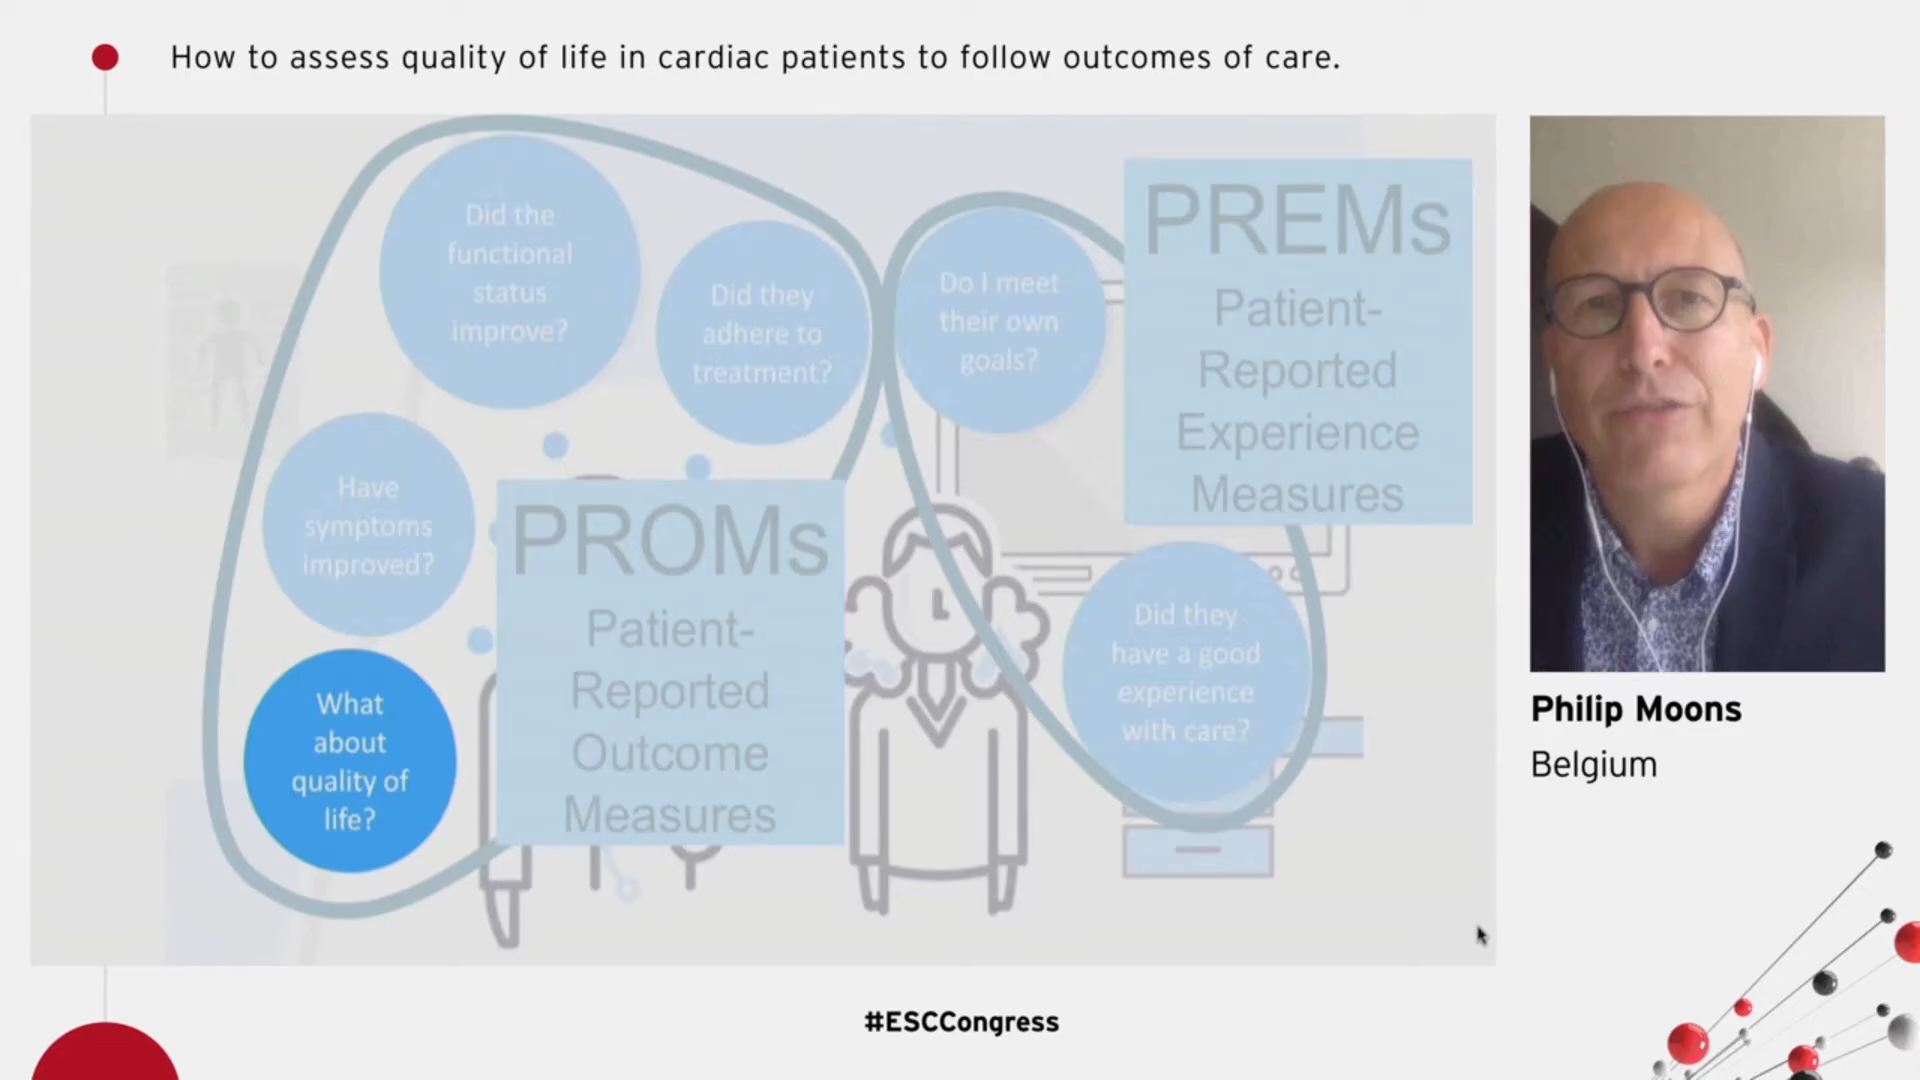 How to assess quality of life in cardiac patients to follow outcomes of care.
Did the
functional
status
improve?
Did they
adhere to
treatment?
Do I meet
their own
goals?
PREMs
Patient-
Reported
Experience
Measures
Have
symptoms
improved?
PROMs
Patient-
Reported
Outcome
Measures
What
about
quality of
life?
Did they
have a good
experience
with care?
Philip Moons
Belgium
#ESCCongress